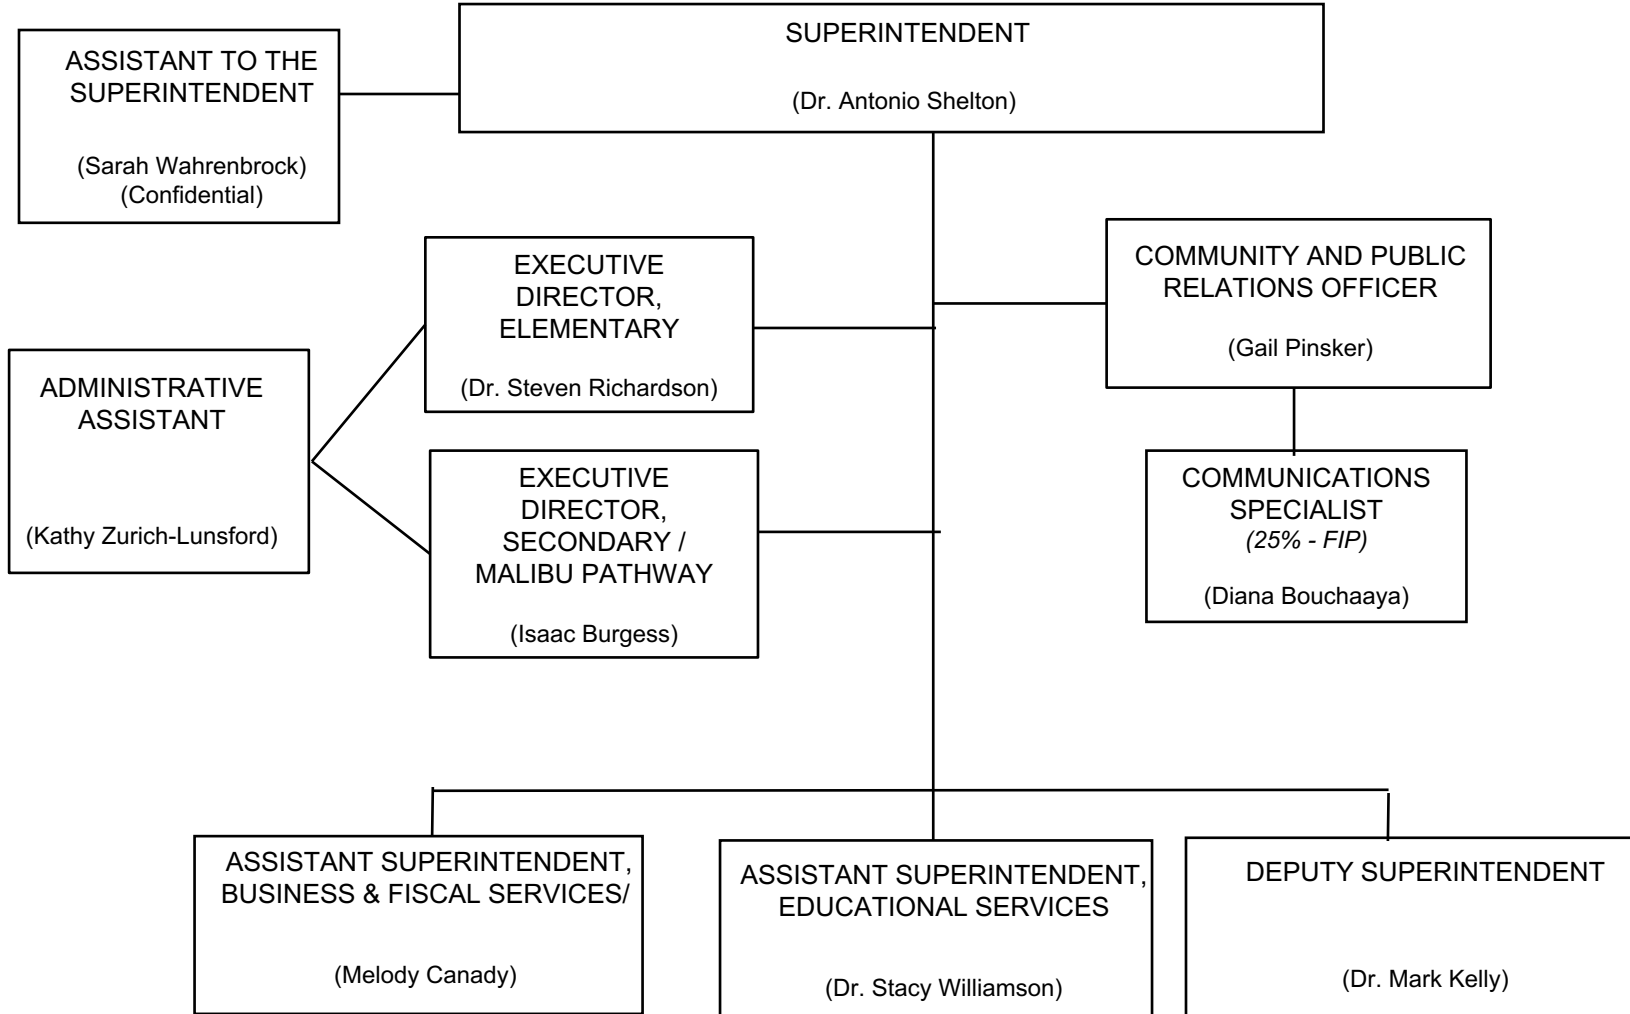 SUPERINTENDENT
(Dr. Antonio Shelton)
ASSISTANT TO THE
SUPERINTENDENT
(Sarah Wahrenbrock)
(Confidential)
EXECUTIVE
DIRECTOR,
ELEMENTARY
(Dr. Steven Richardson)
COMMUNITY AND PUBLIC
RELATIONS OFFICER
(Gail Pinsker)
ADMINISTRATIVE
ASSISTANT
(Kathy Zurich-Lunsford)
EXECUTIVE
DIRECTOR,
SECONDARY /
MALIBU PATHWAY
(Isaac Burgess)
COMMUNICATIONS
SPECIALIST
(25% - FIP)
(Diana Bouchaaya)
ASSISTANT SUPERINTENDENT,
BUSINESS & FISCAL SERVICES/
(Melody Canady)
ASSISTANT SUPERINTENDENT,
EDUCATIONAL SERVICES
(Dr. Stacy Williamson)
DEPUTY SUPERINTENDENT
(Dr. Mark Kelly)